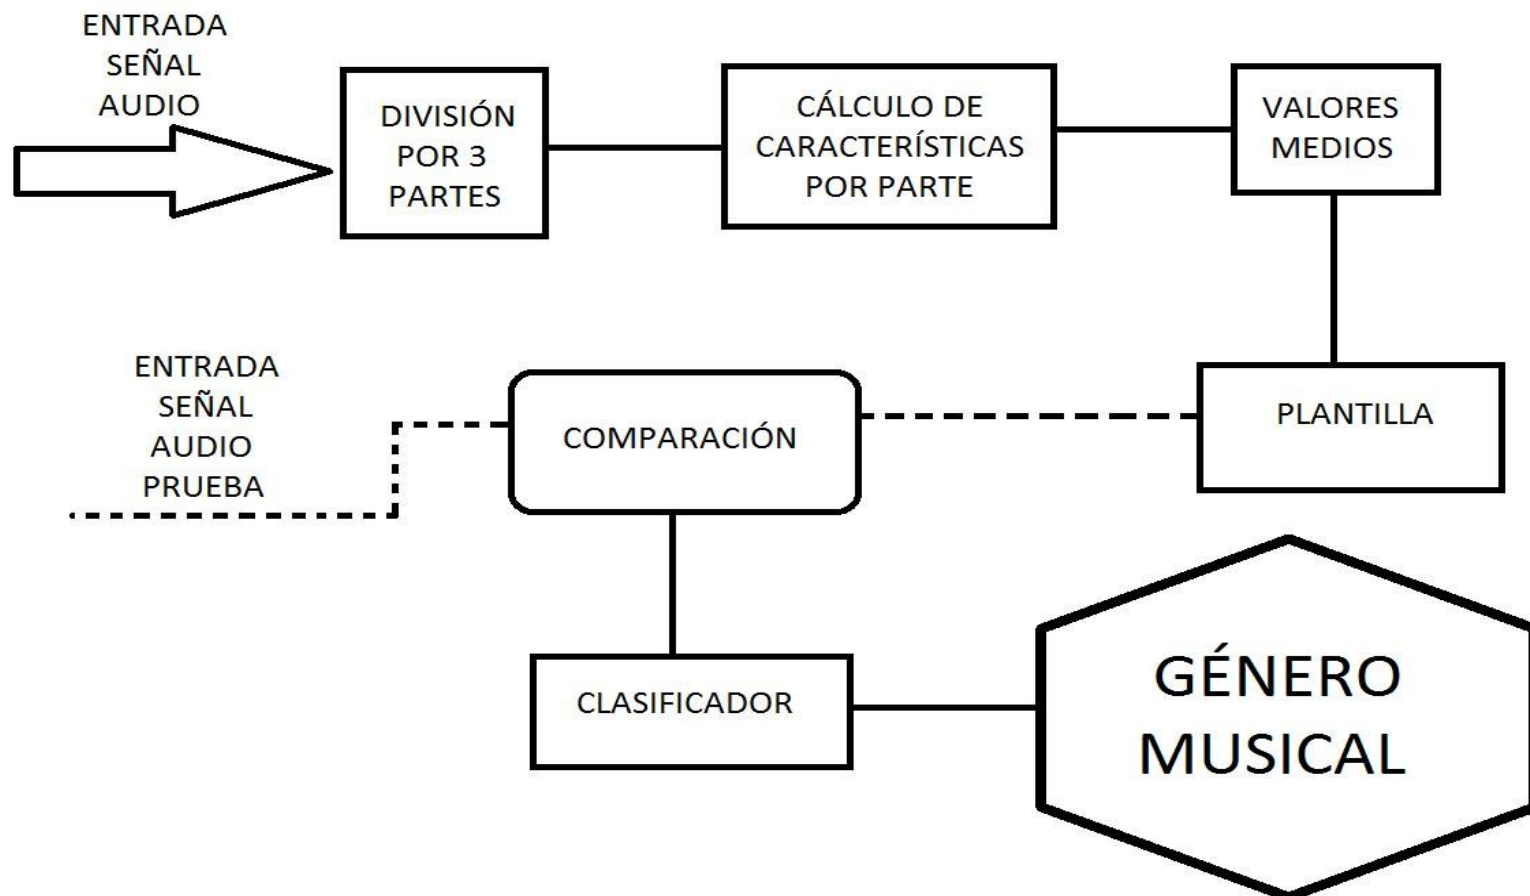 ENTRADA
SEÑAL
AUDIO
DIVISIÓN
POR 3
PARTES
CÁLCULO DE
CARACTERÍSTICAS
POR PARTE
VALORES
MEDIOS
ENTRADA
SEÑAL
AUDIO
PRUEBA
COMPARACIÓN
PLANTILLA
CLASIFICADOR
GÉNERO
MUSICAL